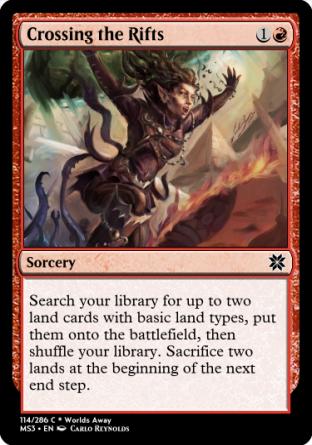 Crossing the Rifts 1
Sorcery
Search your library for up to two
land cards with basic land types, put
them onto the battlefield, then
shuffle your library. Sacrifice two
lands at the beginning of the next
end step.
114/286 C * Worlds Away
MS3 • EN Carlo Reynolds